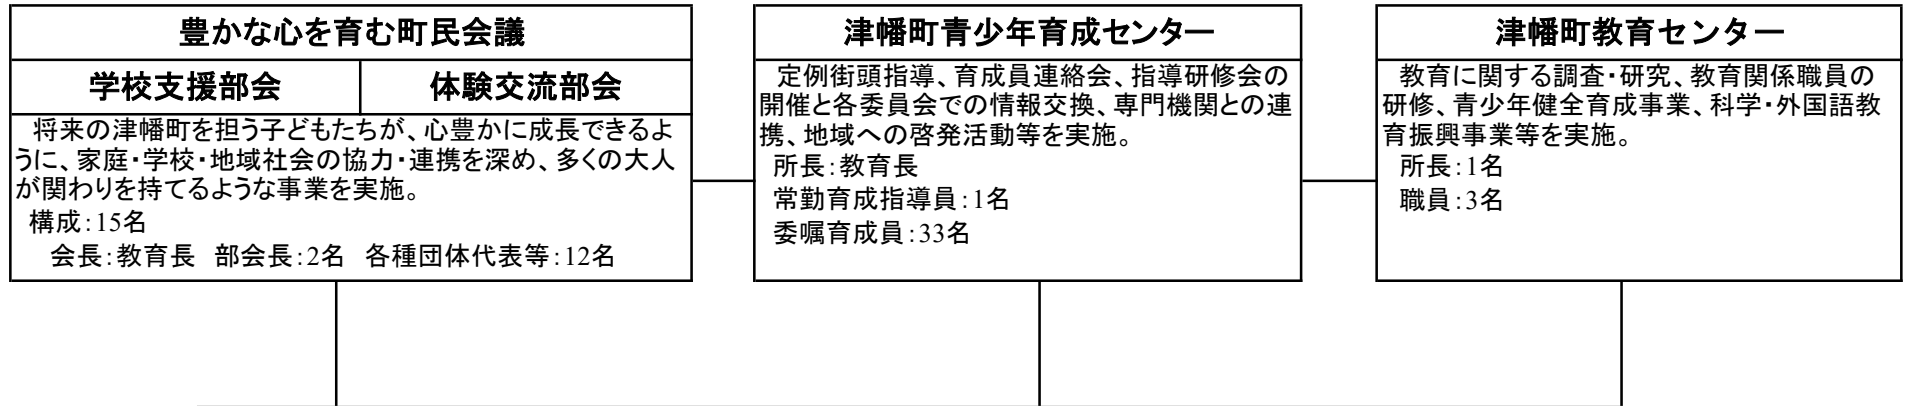 豊かな心を育む町民会議
学校支援部会
体験交流部会
将来の津幡町を担う子どもたちが、心豊かに成長できるよ
うに、家庭・学校・地域社会の協力・連携を深め、多くの大人
が関わりを持てるような事業を実施。
構成:15名
会長:教育長 部会長:2名 各種団体代表等:12名
津幡町青少年育成センター
定例街頭指導、育成員連絡会、指導研修会の
開催と各委員会での情報交換、専門機関との連
携、地域への啓発活動等を実施。
所長:教育長
常勤育成指導員:1名
委嘱育成員:33名
津幡町教育センター
教育に関する調査・研究、教育関係職員の
研修、青少年健全育成事業、科学・外国語教
育振興事業等を実施。
所長:1名
職員:3名